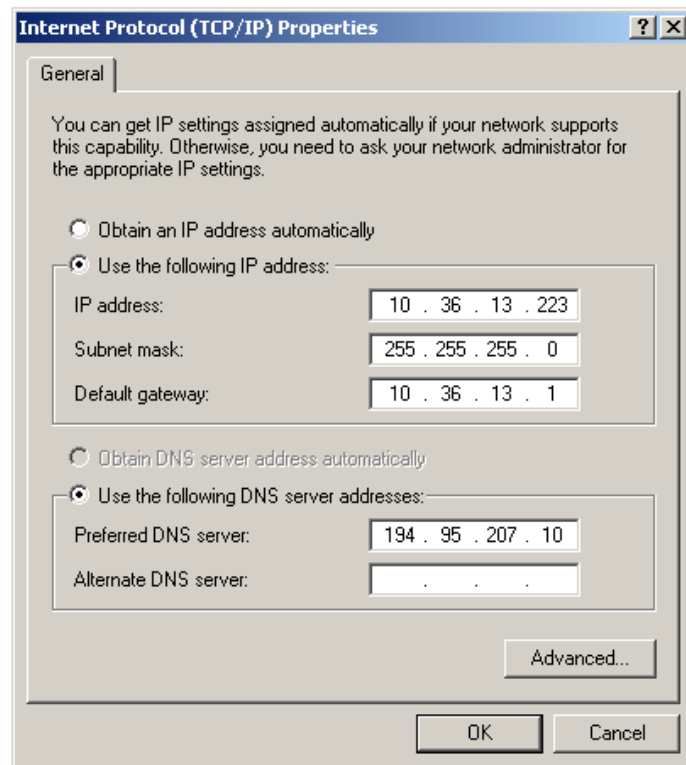 Internet Protocol (TCP/IP) Properties
General
You can get IP settings assigned automatically if your network supports
this capability. Otherwise, you need to ask your network administrator for
the appropriate IP settings.
Obtain an IP address automatically
Use the following IP address:
IP address: 10 . 36 . 13 . 223
Subnet mask: 255 . 255 . 255 . 0
Default gateway: 10 . 36 . 13 . 1
Obtain DNS server address automatically
Use the following DNS server addresses:
Preferred DNS server: 194 . 95 . 207 . 10
Alternate DNS server: . . .
Advanced...
OK Cancel